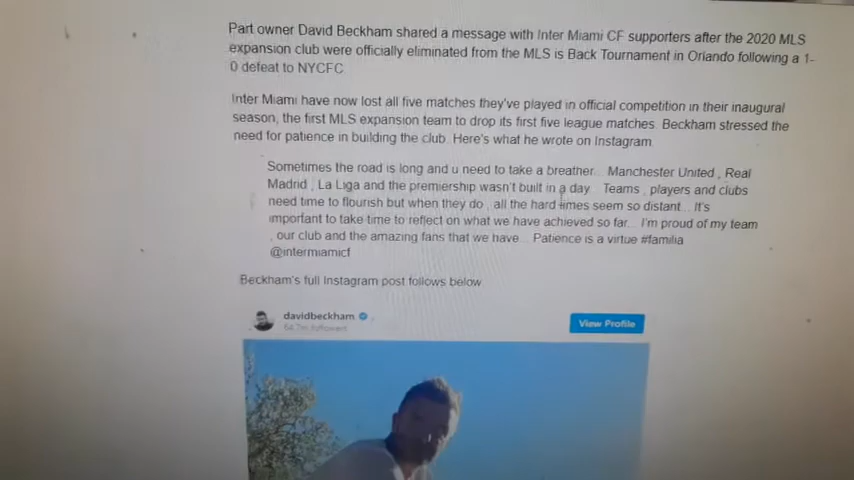 Part owner David Beckham shared a message with Inter Miami CF supporters after the 2020 MLS
expansion club were officially eliminated from the MLS is Back Tournament in Orlando following a 1-
0 defeat to NYCFC.
Inter Miami have now lost all five matches they've played in official competition in their inaugural
season, the first MLS expansion team to drop its first five league matches. Beckham stressed the
need for patience in building the club. Here's what he wrote on Instagram.
Sometimes the road is long and u need to take a breather... Manchester United , Real
Madrid , La Liga and the premiership wasn't built in a day... Teams , players and clubs
need time to flourish but when they do , all the hard times seem so distant... It's
important to take time to reflect on what we have achieved so far... I'm proud of my team
, our club and the amazing fans that we have... Patience is a virtue #familia
@intermiamicf
Beckham's full Instagram post follows below.
davidbeckham
View Profile
64.7m followers